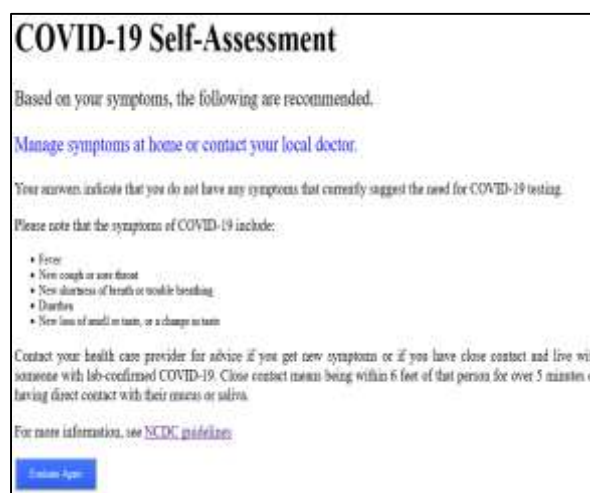 COVID-19 Self-Assessment
Based on your symptoms, the following are recommended.
Manage symptoms at home or contact your local doctor.
Your answers indicate that you do not have any symptoms that currently suggest the need for COVID-19 testing.
Please note that the symptoms of COVID-19 include:
• Fever
• New cough or sore throat
• New shortness of breath or trouble breathing
• Diarrhea
• New loss of smell or taste, or a change in taste
Contact your health care provider for advice if you get new symptoms or if you have close contact and live wi
someone with lab-confirmed COVID-19. Close contact means being within 6 feet of that person for over 5 minutes o
having direct contact with their mucus or saliva.
For more information, see NCDC guidelines
Evaluate Again